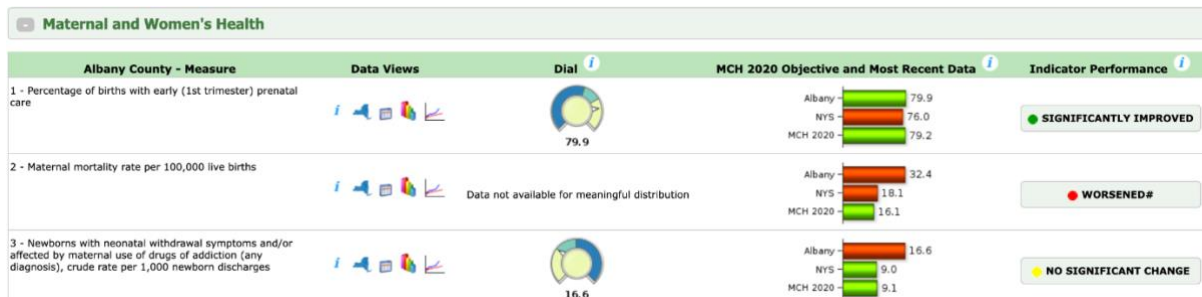 Maternal and Women's Health
Albany County - Measure Data Views Dial i MCH 2020 Objective and Most Recent Data i Indicator Performance i
1 - Percentage of births with early (1st trimester) prenatal
care
i
79.9
Albany 79.9
NYS 76.0
MCH 2020 79.2
SIGNIFICANTLY IMPROVED
2 - Maternal mortality rate per 100,000 live births
i
Data not available for meaningful distribution
Albany 32.4
NYS 18.1
MCH 2020 16.1
WORSENED#
3 - Newborns with neonatal withdrawal symptoms and/or
affected by maternal use of drugs of addiction (any
diagnosis), crude rate per 1,000 newborn discharges
i
16.6
Albany 16.6
NYS 9.0
MCH 2020 9.1
NO SIGNIFICANT CHANGE